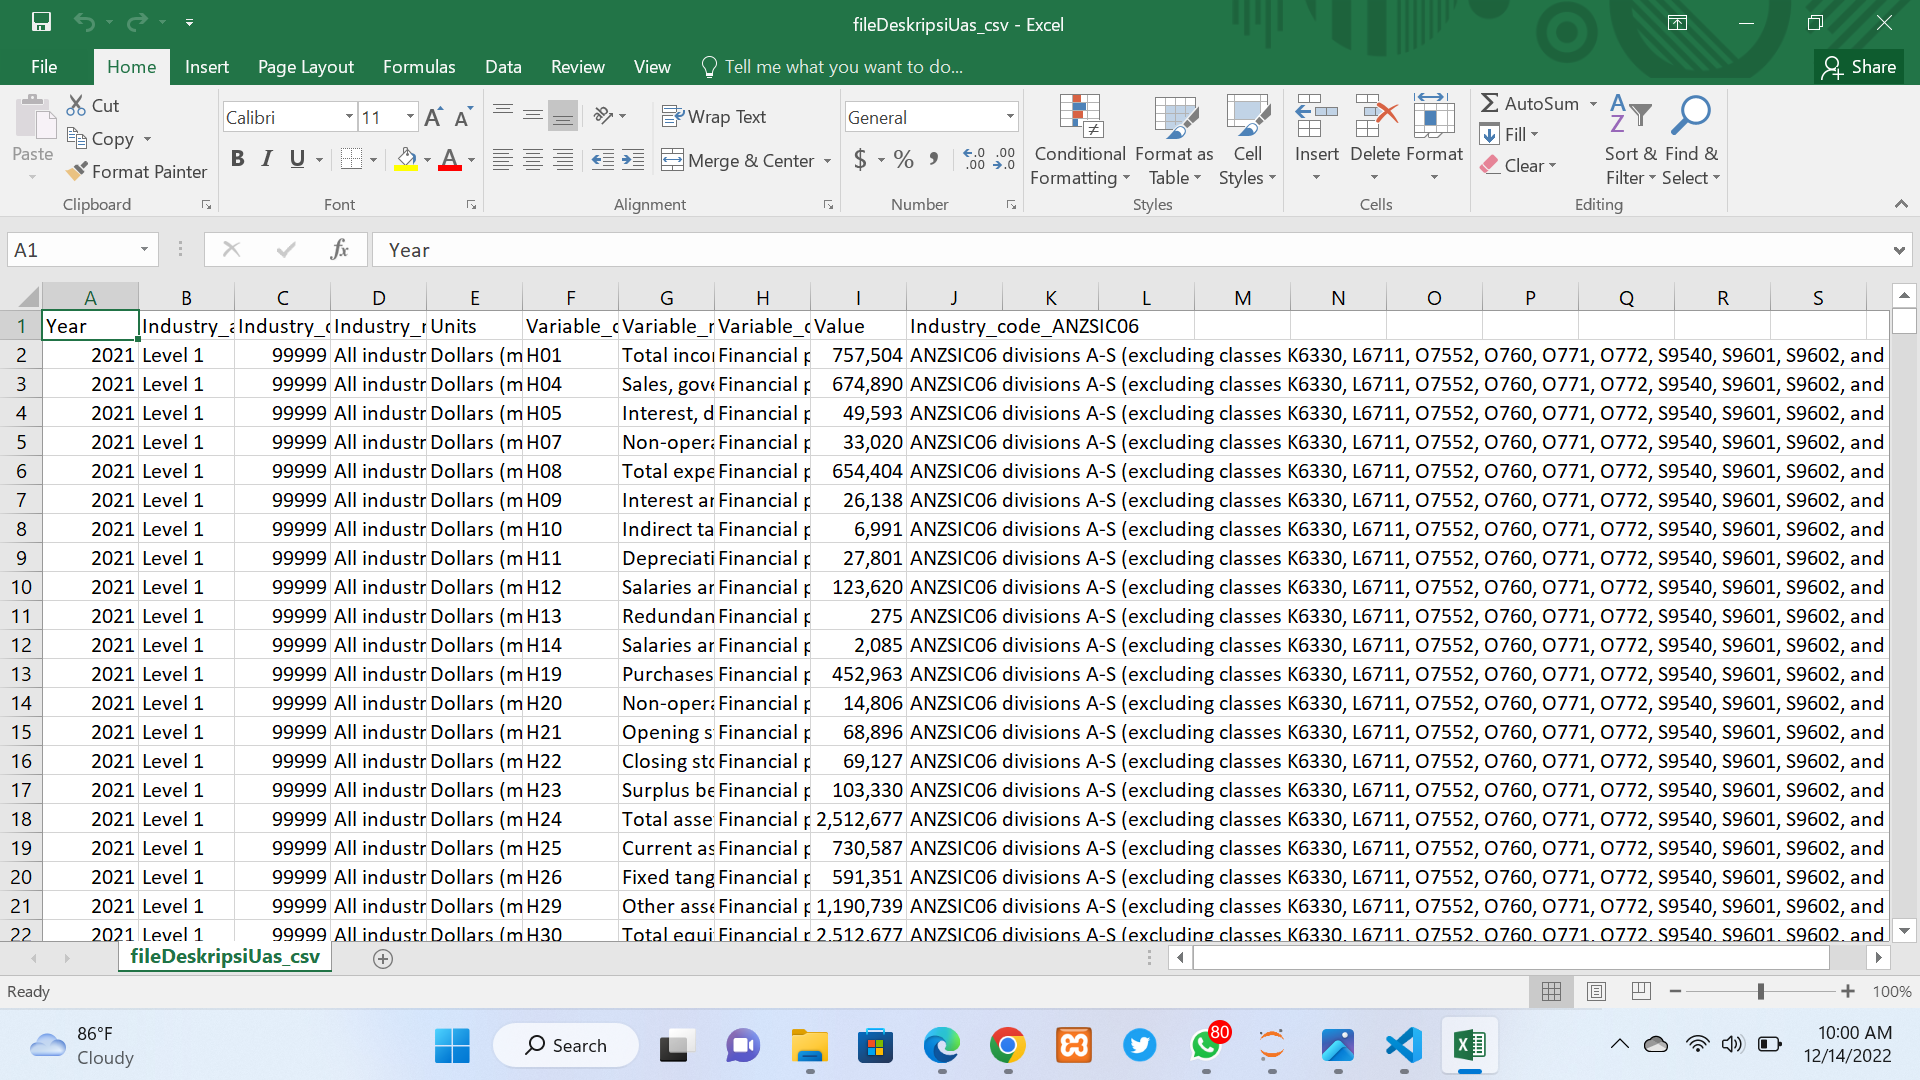 fileDeskripsiUas_csv - Excel
File Home Insert Page Layout Formulas Data Review View Tell me what you want to do... Share
Paste Cut Copy Format Painter Clipboard
Calibri 11 A A B I U A Font
Wrap Text Merge & Center Alignment
General $ % , Number
Conditional Formatting Format as Table Cell Styles Styles
Insert Delete Format Cells
AutoSum Fill Clear Sort & Filter Find & Select Editing
A1 fx Year
A B C D E F G H I J K L M N O P Q R S
1 Year Industry_a Industry_c Industry_r Units Variable_c Variable_r Variable_c Value Industry_code_ANZSIC06
2 2021 Level 1 99999 All industr Dollars (m H01 Total incor Financial p 757,504 ANZSIC06 divisions A-S (excluding classes K6330, L6711, O7552, O760, O771, O772, S9540, S9601, S9602, and
3 2021 Level 1 99999 All industr Dollars (m H04 Sales, gove Financial p 674,890 ANZSIC06 divisions A-S (excluding classes K6330, L6711, O7552, O760, O771, O772, S9540, S9601, S9602, and
4 2021 Level 1 99999 All industr Dollars (m H05 Interest, d Financial p 49,593 ANZSIC06 divisions A-S (excluding classes K6330, L6711, O7552, O760, O771, O772, S9540, S9601, S9602, and
5 2021 Level 1 99999 All industr Dollars (m H07 Non-opera Financial p 33,020 ANZSIC06 divisions A-S (excluding classes K6330, L6711, O7552, O760, O771, O772, S9540, S9601, S9602, and
6 2021 Level 1 99999 All industr Dollars (m H08 Total expe Financial p 654,404 ANZSIC06 divisions A-S (excluding classes K6330, L6711, O7552, O760, O771, O772, S9540, S9601, S9602, and
7 2021 Level 1 99999 All industr Dollars (m H09 Interest ar Financial p 26,138 ANZSIC06 divisions A-S (excluding classes K6330, L6711, O7552, O760, O771, O772, S9540, S9601, S9602, and
8 2021 Level 1 99999 All industr Dollars (m H10 Indirect ta Financial p 6,991 ANZSIC06 divisions A-S (excluding classes K6330, L6711, O7552, O760, O771, O772, S9540, S9601, S9602, and
9 2021 Level 1 99999 All industr Dollars (m H11 Depreciati Financial p 27,801 ANZSIC06 divisions A-S (excluding classes K6330, L6711, O7552, O760, O771, O772, S9540, S9601, S9602, and
10 2021 Level 1 99999 All industr Dollars (m H12 Salaries ar Financial p 123,620 ANZSIC06 divisions A-S (excluding classes K6330, L6711, O7552, O760, O771, O772, S9540, S9601, S9602, and
11 2021 Level 1 99999 All industr Dollars (m H13 Redundan Financial p 275 ANZSIC06 divisions A-S (excluding classes K6330, L6711, O7552, O760, O771, O772, S9540, S9601, S9602, and
12 2021 Level 1 99999 All industr Dollars (m H14 Salaries ar Financial p 2,085 ANZSIC06 divisions A-S (excluding classes K6330, L6711, O7552, O760, O771, O772, S9540, S9601, S9602, and
13 2021 Level 1 99999 All industr Dollars (m H19 Purchases Financial p 452,963 ANZSIC06 divisions A-S (excluding classes K6330, L6711, O7552, O760, O771, O772, S9540, S9601, S9602, and
14 2021 Level 1 99999 All industr Dollars (m H20 Non-opera Financial p 14,806 ANZSIC06 divisions A-S (excluding classes K6330, L6711, O7552, O760, O771, O772, S9540, S9601, S9602, and
15 2021 Level 1 99999 All industr Dollars (m H21 Opening s Financial p 68,896 ANZSIC06 divisions A-S (excluding classes K6330, L6711, O7552, O760, O771, O772, S9540, S9601, S9602, and
16 2021 Level 1 99999 All industr Dollars (m H22 Closing sto Financial p 69,127 ANZSIC06 divisions A-S (excluding classes K6330, L6711, O7552, O760, O771, O772, S9540, S9601, S9602, and
17 2021 Level 1 99999 All industr Dollars (m H23 Surplus be Financial p 103,330 ANZSIC06 divisions A-S (excluding classes K6330, L6711, O7552, O760, O771, O772, S9540, S9601, S9602, and
18 2021 Level 1 99999 All industr Dollars (m H24 Total asse Financial p 2,512,677 ANZSIC06 divisions A-S (excluding classes K6330, L6711, O7552, O760, O771, O772, S9540, S9601, S9602, and
19 2021 Level 1 99999 All industr Dollars (m H25 Current as Financial p 730,587 ANZSIC06 divisions A-S (excluding classes K6330, L6711, O7552, O760, O771, O772, S9540, S9601, S9602, and
20 2021 Level 1 99999 All industr Dollars (m H26 Fixed tang Financial p 591,351 ANZSIC06 divisions A-S (excluding classes K6330, L6711, O7552, O760, O771, O772, S9540, S9601, S9602, and
21 2021 Level 1 99999 All industr Dollars (m H29 Other asse Financial p 1,190,739 ANZSIC06 divisions A-S (excluding classes K6330, L6711, O7552, O760, O771, O772, S9540, S9601, S9602, and
22 2021 Level 1 99999 All industr Dollars (m H30 Total equi Financial p 2,512,677 ANZSIC06 divisions A-S (excluding classes K6330, L6711, O7552, O760, O771, O772, S9540, S9601, S9602, and
fileDeskripsiUas_csv
Ready 100%
86°F
Cloudy
Search
80
10:00 AM
12/14/2022